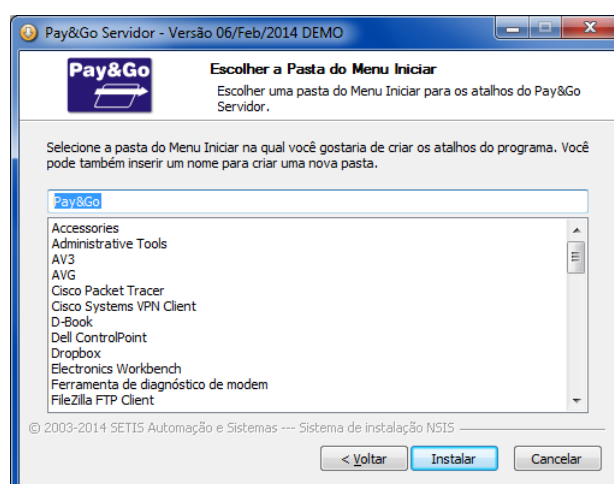 Pay&Go Servidor - Versão 06/Feb/2014 DEMO
Pay&Go
Escolher a Pasta do Menu Iniciar
Escolher uma pasta do Menu Iniciar para os atalhos do Pay&Go
Servidor.
Selecione a pasta do Menu Iniciar na qual você gostaria de criar os atalhos do programa. Você
pode também inserir um nome para criar uma nova pasta.
Pay&Go
Accessories
Administrative Tools
AV3
AVG
Cisco Packet Tracer
Cisco Systems VPN Client
D-Book
Dell ControlPoint
Dropbox
Electronics Workbench
Ferramenta de diagnóstico de modem
FileZilla FTP Client
© 2003-2014 SETIS Automação e Sistemas --- Sistema de instalação NSIS
< Voltar
Instalar
Cancelar